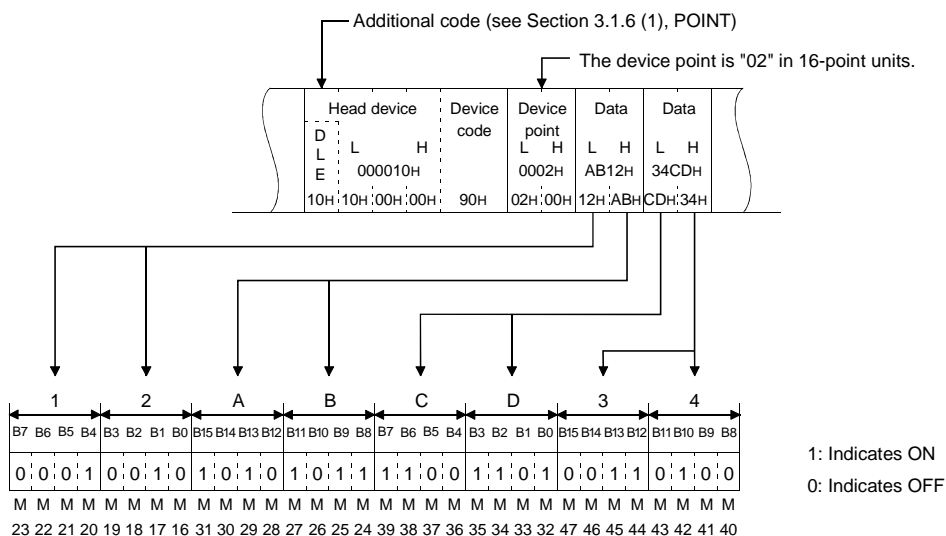 Additional code (see Section 3.1.6 (1), POINT)
The device point is "02" in 16-point units.
Head device Device code Device point Data Data
D L E L H L H L H L H
000010H 0002H AB12H 34CDH
10H 10H 00H 00H 90H 02H 00H 12H ABH CDH 34H
1 2 A B C D 3 4
B7 B6 B5 B4 B3 B2 B1 B0 B15 B14 B13 B12 B11 B10 B9 B8 B7 B6 B5 B4 B3 B2 B1 B0 B15 B14 B13 B12 B11 B10 B9 B8
0 0 0 1 0 0 1 0 1 0 1 0 1 0 1 1 1 1 0 0 1 1 0 1 0 0 1 1 0 1 0 0
M M M M M M M M M M M M M M M M M M M M M M M M M M M M M M M M
23 22 21 20 19 18 17 16 31 30 29 28 27 26 25 24 39 38 37 36 35 34 33 32 47 46 45 44 43 42 41 40
1: Indicates ON
0: Indicates OFF